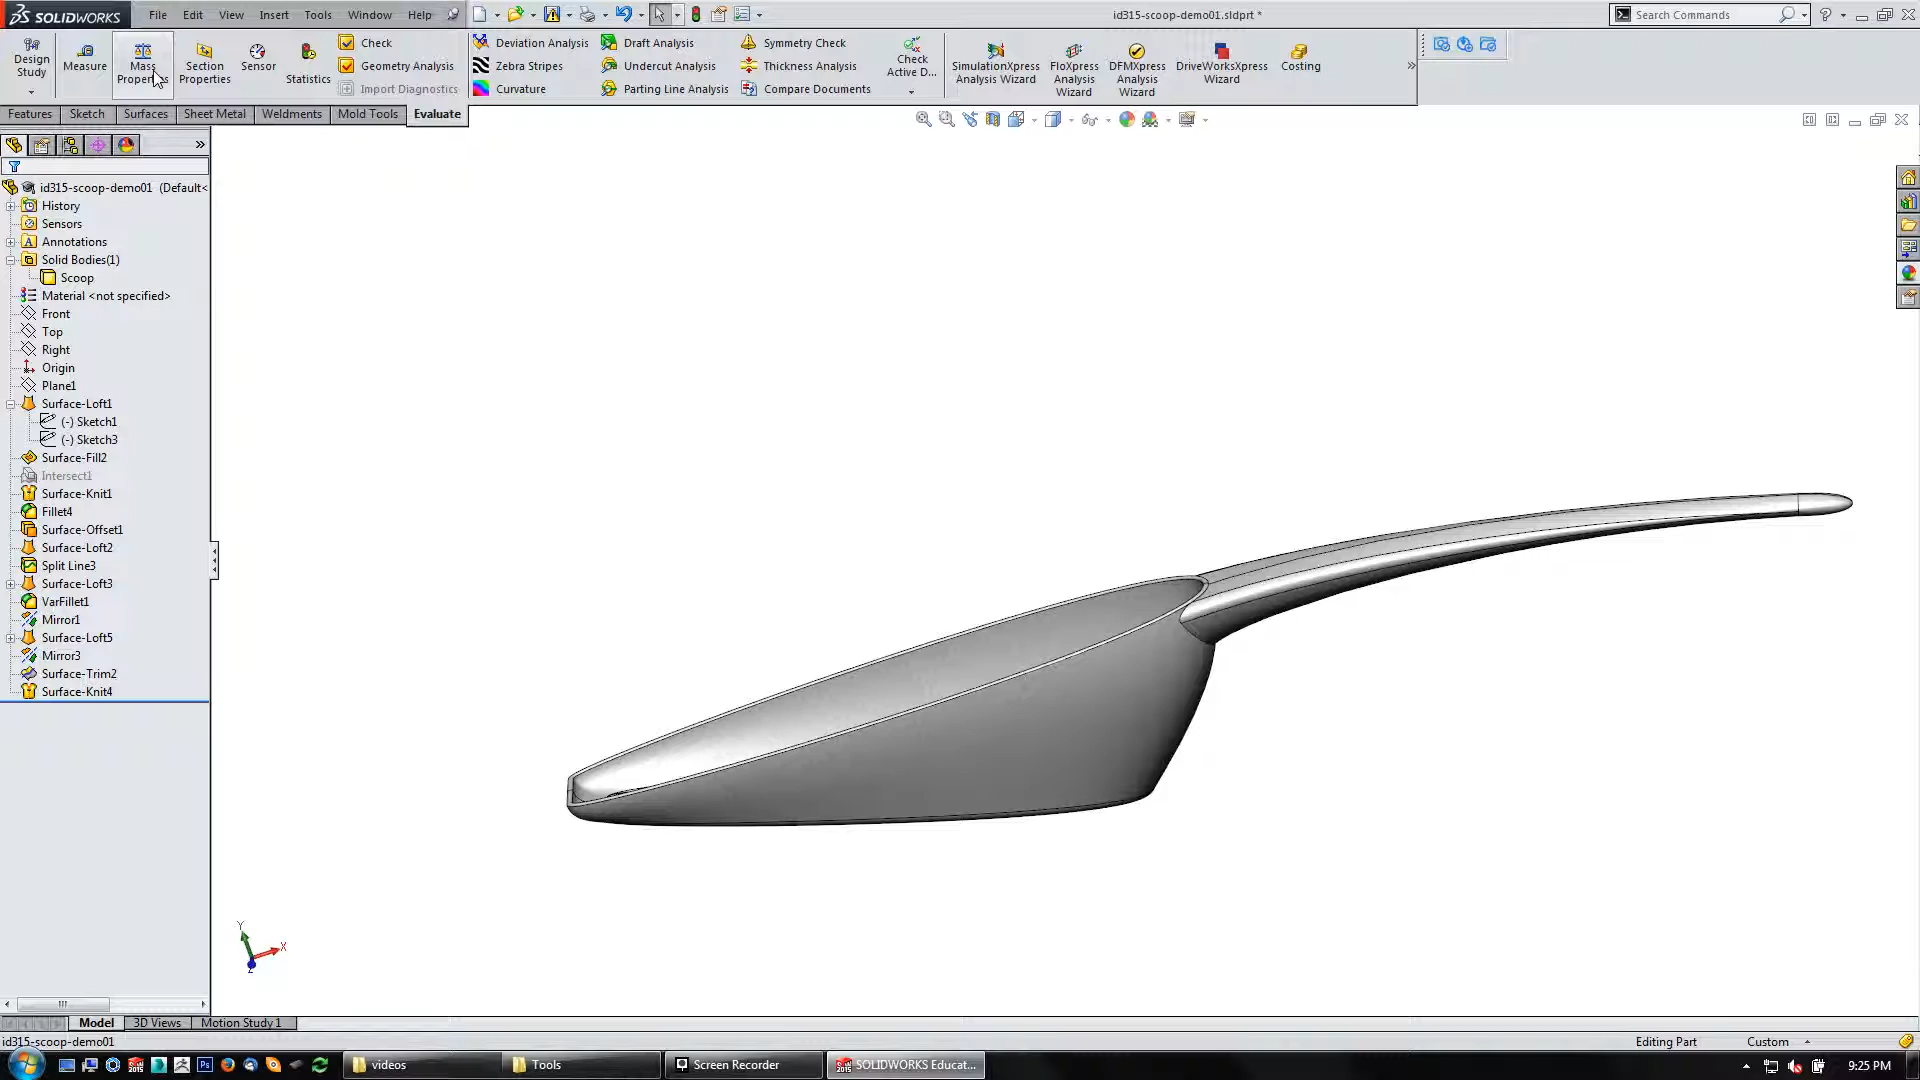 SOLIDWORKS
File
Edit
View
Insert
Tools
Window
Help
id315-scoop-demo01.sldprt *
Search Commands
Design
Study
Measure
Mass
Properties
Section
Properties
Sensor
Statistics
Check
Geometry Analysis
Import Diagnostics
Deviation Analysis
Zebra Stripes
Curvature
Draft Analysis
Undercut Analysis
Parting Line Analysis
Symmetry Check
Thickness Analysis
Compare Documents
Check
Active D...
SimulationXpress
Analysis Wizard
FloXpress
Analysis
Wizard
DFMXpress
Analysis
Wizard
DriveWorksXpress
Wizard
Costing
Features
Sketch
Surfaces
Sheet Metal
Weldments
Mold Tools
Evaluate
id315-scoop-demo01 (Default<
History
Sensors
Annotations
Solid Bodies(1)
Scoop
Material <not specified>
Front
Top
Right
Origin
Plane1
Surface-Loft1
(-) Sketch1
(-) Sketch3
Surface-Fill2
Intersect1
Surface-Knit1
Fillet4
Surface-Offset1
Surface-Loft2
Split Line3
Surface-Loft3
VarFillet1
Mirror1
Surface-Loft5
Mirror3
Surface-Trim2
Surface-Knit4
Y
X
Z
Model
3D Views
Motion Study 1
id315-scoop-demo01
Editing Part
Custom
videos
Tools
Screen Recorder
SOLIDWORKS Educat...
9:25 PM